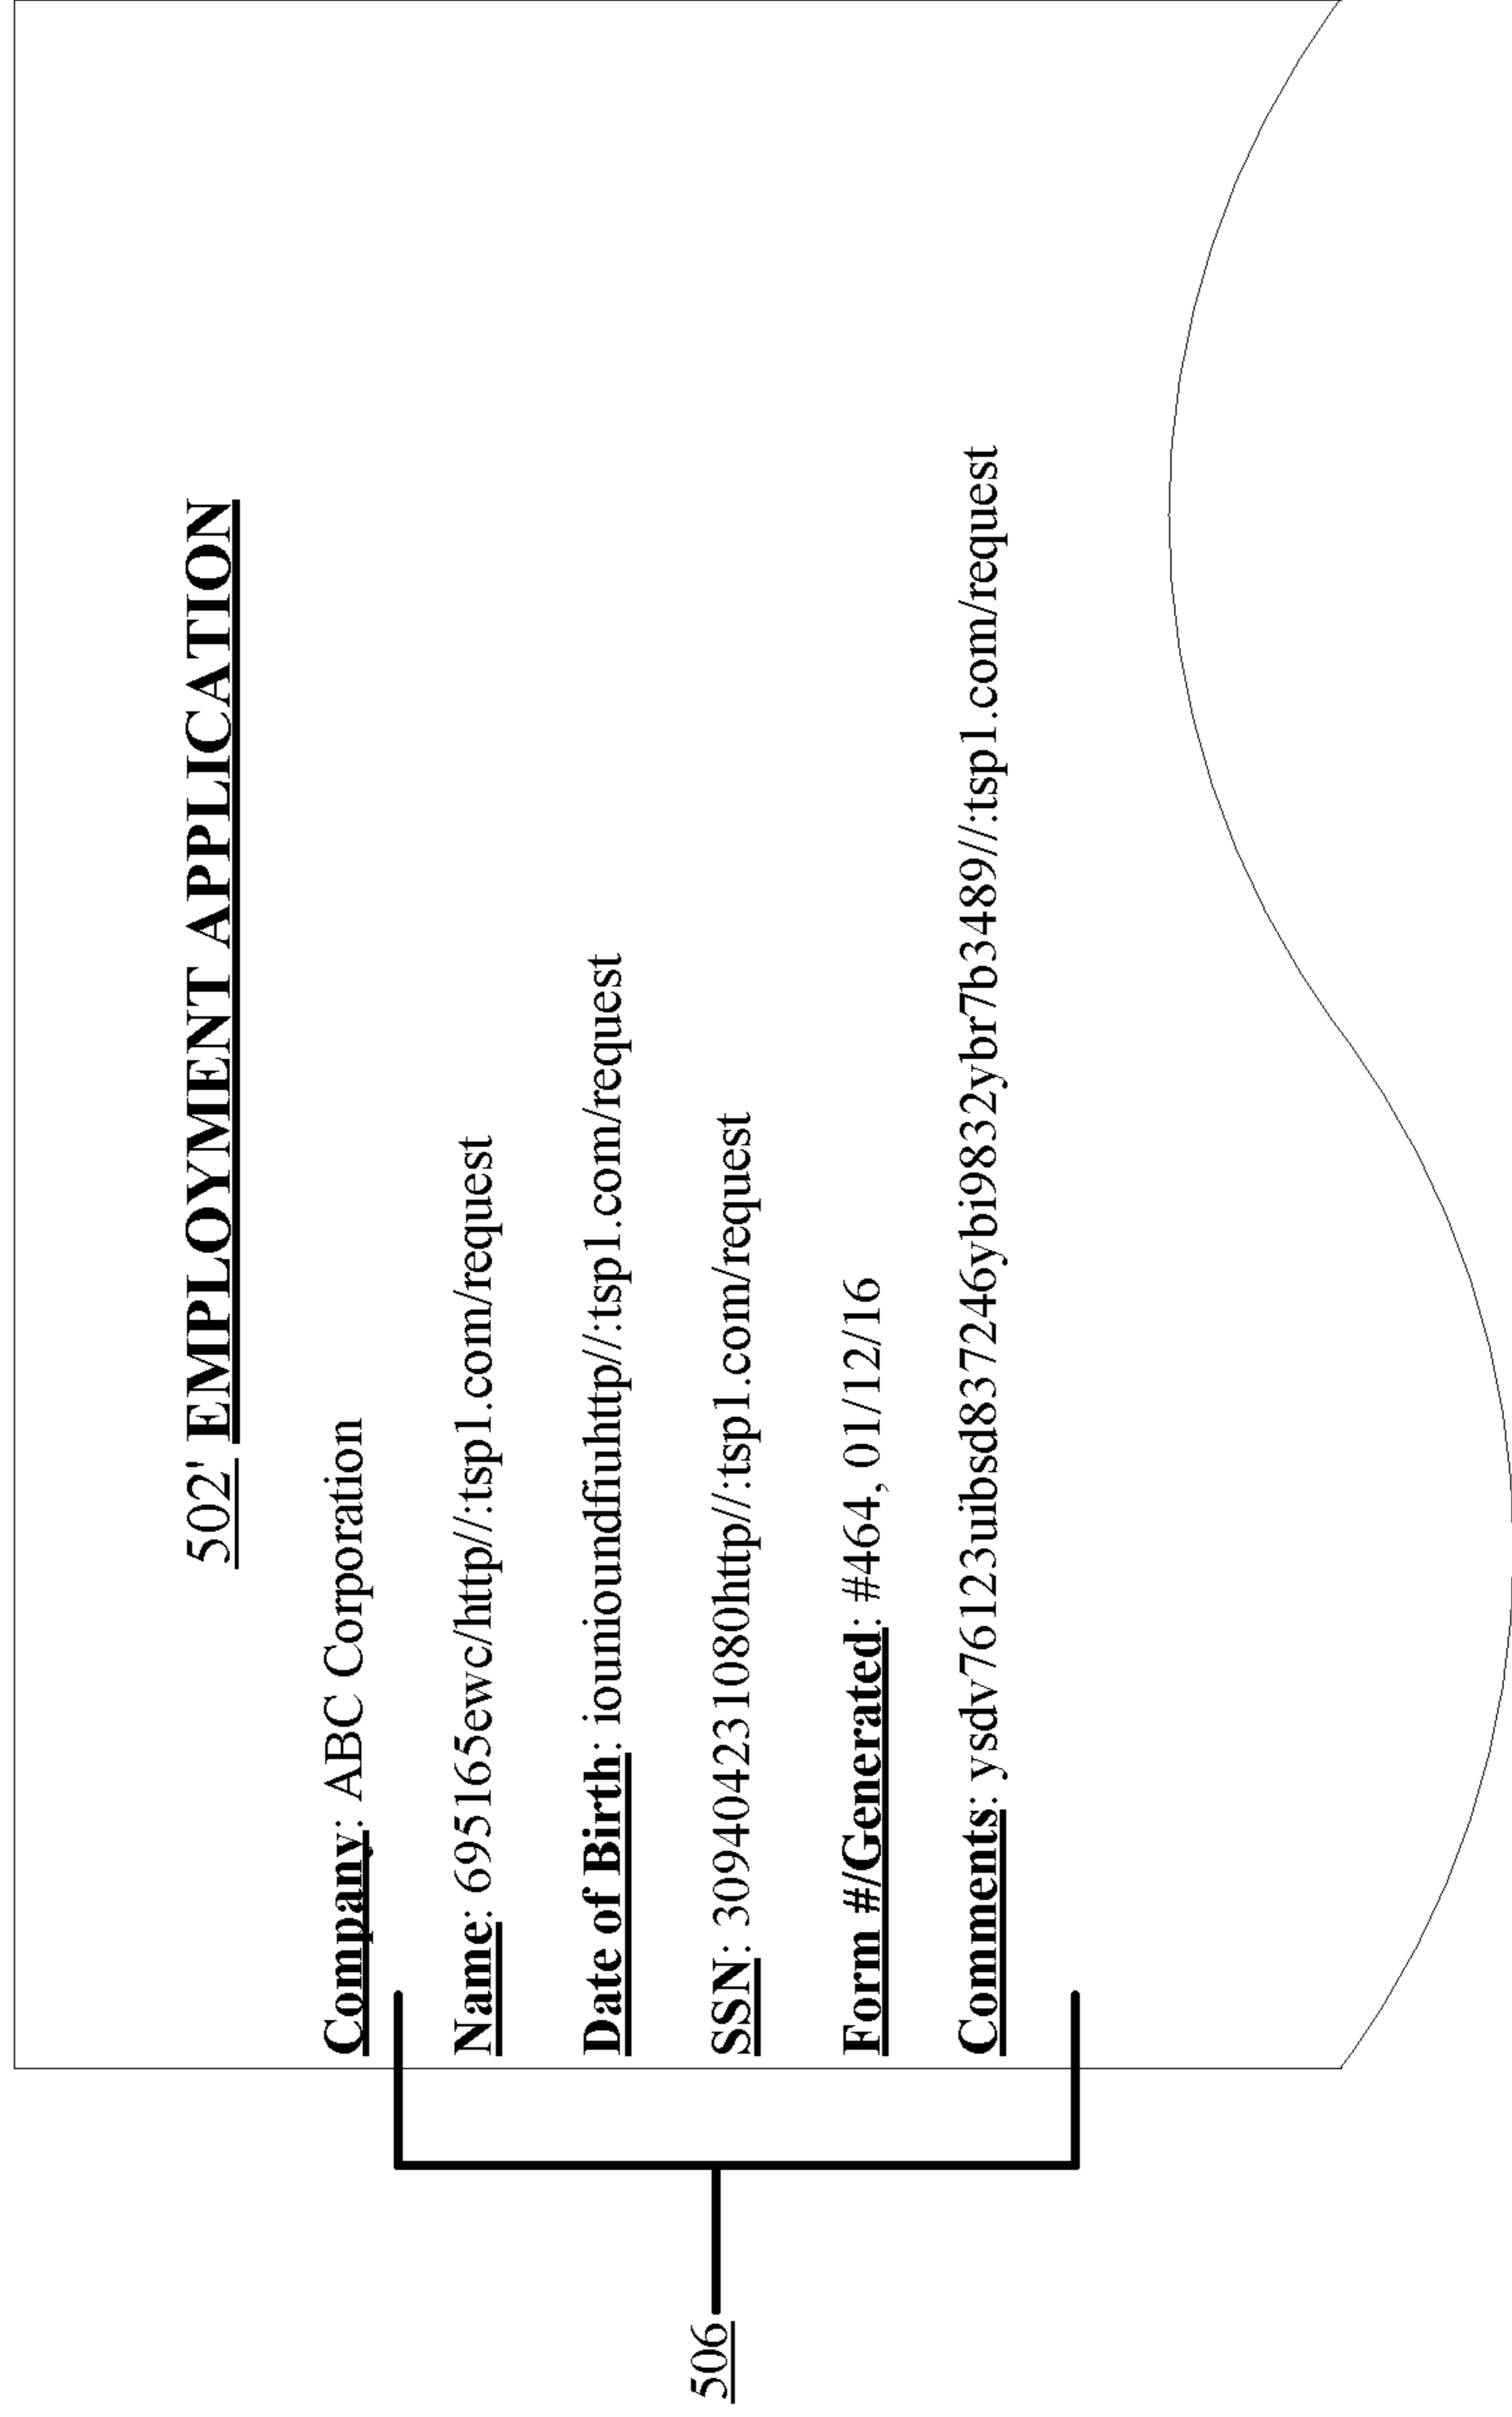 502' EMPLOYMENT APPLICATION
Company: ABC Corporation
Name: 695165ewc/http//:tsp1.com/request
Date of Birth: iounioundfiuhttp//:tsp1.com/request
SSN: 309404231080http//:tsp1.com/request
Form #/Generated: #464, 01/12/16
Comments: ysdv76123uibsd837246ybi9832ybr7b3489//:tsp1.com/request
506